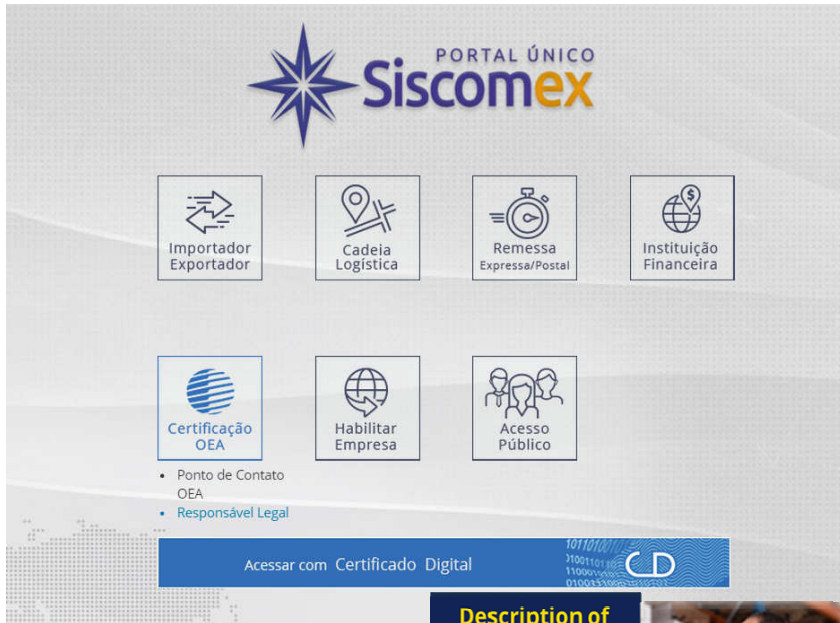 PORTAL ÚNICO
Siscomex
Importador
Exportador
Cadeia
Logística
Remessa
Expressa/Postal
Instituição
Financeira
$
Certificação
OEA
Habilitar
Empresa
Acesso
Público
• Ponto de Contato
OEA
• Responsável Legal
Acessar com Certificado Digital
CD
Description of